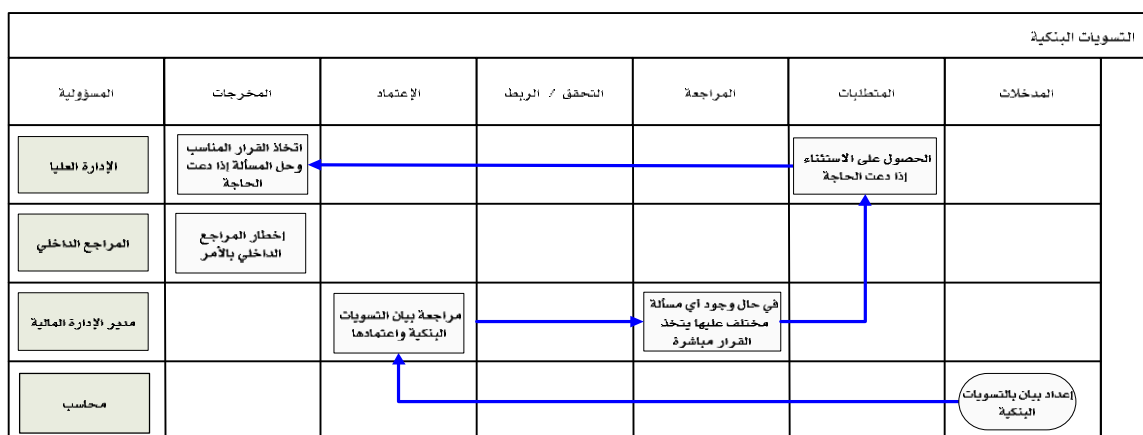 التسويات البنكية
المدخلات
المتطلبات
المراجعة
التحقق / الربط
الإعتماد
المخرجات
المسؤولية
الحصول على الاستثناء
إذا دعت الحاجة
اتخاذ القرار المناسب
وحل المسألة إذا دعت
الحاجة
الإدارة العليا
إخطار المراجع
الداخلي بالأمر
المراجع الداخلي
في حال وجود أي مسألة
مختلف عليها يتخذ
القرار مباشرة
مراجعة بيان التسويات
البنكية واعتمادها
مدير الإدارة المالية
إعداد بيان بالتسويات
البنكية
محاسب